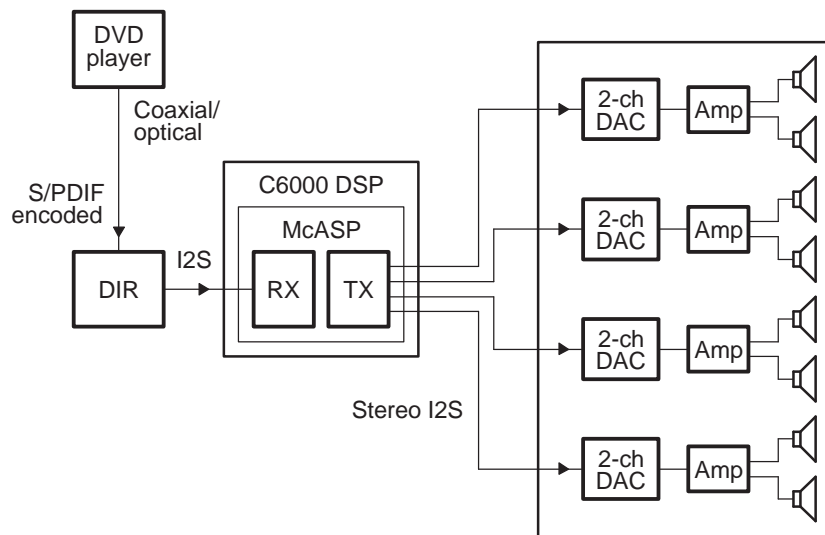 DVD
player
Coaxial/
optical
S/PDIF
encoded
DIR
I2S
C6000 DSP
McASP
RX
TX
Stereo I2S
2-ch
DAC
Amp
2-ch
DAC
Amp
2-ch
DAC
Amp
2-ch
DAC
Amp